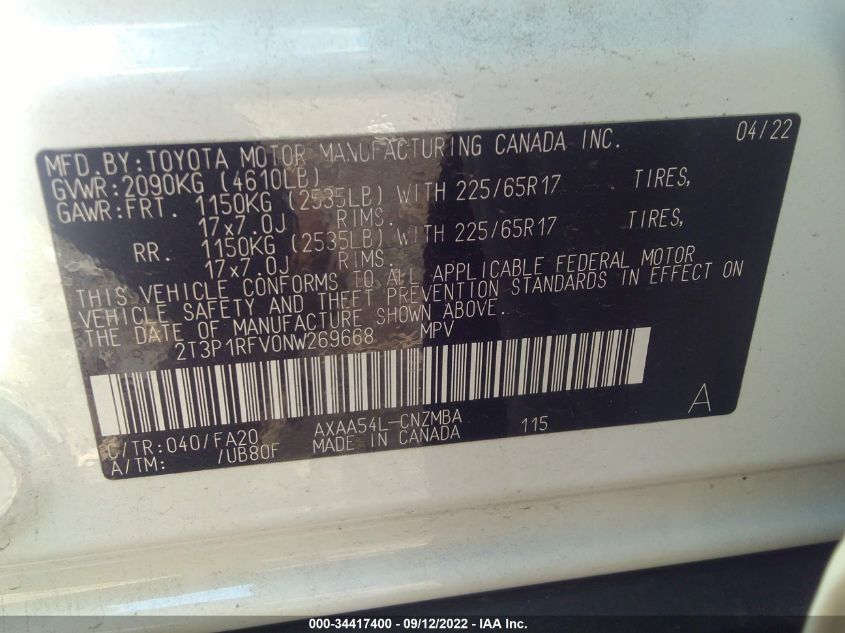 MFD. BY: TOYOTA MOTOR MANUFACTURING CANADA INC. 04/22
GVWR: 2090KG (4610LB)
GAWR: FRT. 1150KG (2535LB) WITH 225/65R17 TIRES,
17x7.0J RIMS.
RR. 1150KG (2535LB) WITH 225/65R17 TIRES,
17x7.0J RIMS.
THIS VEHICLE CONFORMS TO ALL APPLICABLE FEDERAL MOTOR
VEHICLE SAFETY AND THEFT PREVENTION STANDARDS IN EFFECT ON
THE DATE OF MANUFACTURE SHOWN ABOVE.
2T3P1RFV0NW269668 MPV
A
C/TR: 040/FA20 AXAA54L-CNZMBA 115
A/TM: /UB80F MADE IN CANADA
000-34417400 - 09/12/2022 - IAA Inc.